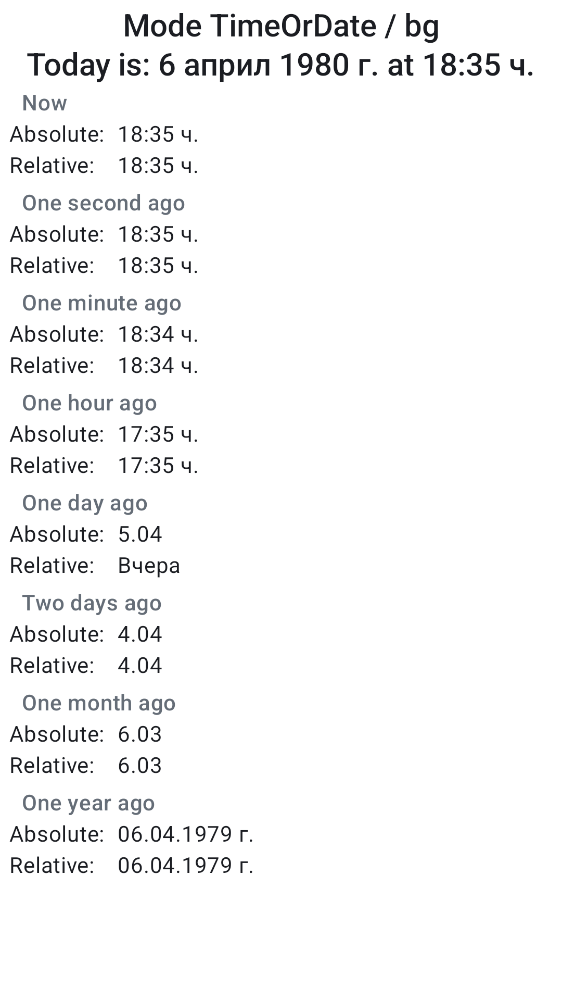 Mode TimeOrDate / bg
Today is: 6 април 1980 г. at 18:35 ч.
Now
Absolute: 18:35 ч.
Relative: 18:35 ч.
One second ago
Absolute: 18:35 ч.
Relative: 18:35 ч.
One minute ago
Absolute: 18:34 ч.
Relative: 18:34 ч.
One hour ago
Absolute: 17:35 ч.
Relative: 17:35 ч.
One day ago
Absolute: 5.04
Relative: Вчера
Two days ago
Absolute: 4.04
Relative: 4.04
One month ago
Absolute: 6.03
Relative: 6.03
One year ago
Absolute: 06.04.1979 г.
Relative: 06.04.1979 г.